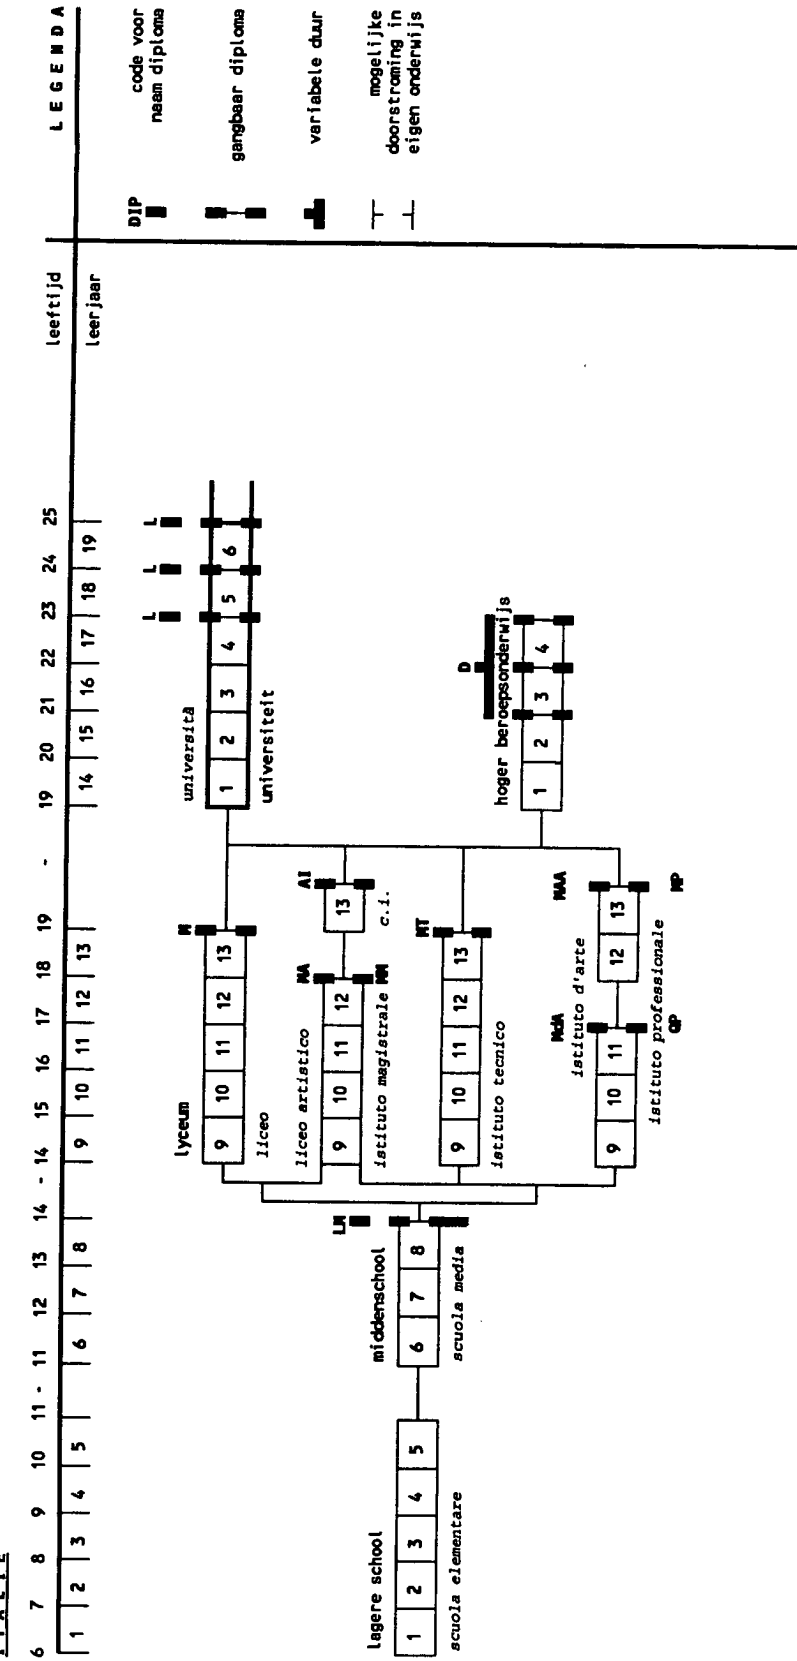 ITALIE
6 7 8 9 10 11 - 11 12 13 14 - 14 15 16 17 18 19 - 19 20 21 22 23 24 25 leeftijd
1 2 3 4 5 6 7 8 9 10 11 12 13 14 15 16 17 18 19 leerjaar
LEGENDA
DIP
code voor
naam diploma
gangbaar diploma
variabele duur
mogelijke
doorstroming in
eigen onderwijs
lagere school
1 2 3 4 5
scuola elementare
LM
middenschool
6 7 8
scuola media
lyceum
M
9 10 11 12 13
liceo
liceo artistico
MA
9 10 11 12
istituto magistrale MM
AI
13
c.i.
MT
9 10 11 12 13
istituto tecnico
MdA
istituto d'arte
MAA
9 10 11
12 13
QP
istituto professionale
MP
università
L L L
1 2 3 4 5 6
universiteit
D
hoger beroepsonderwijs
1 2 3 4